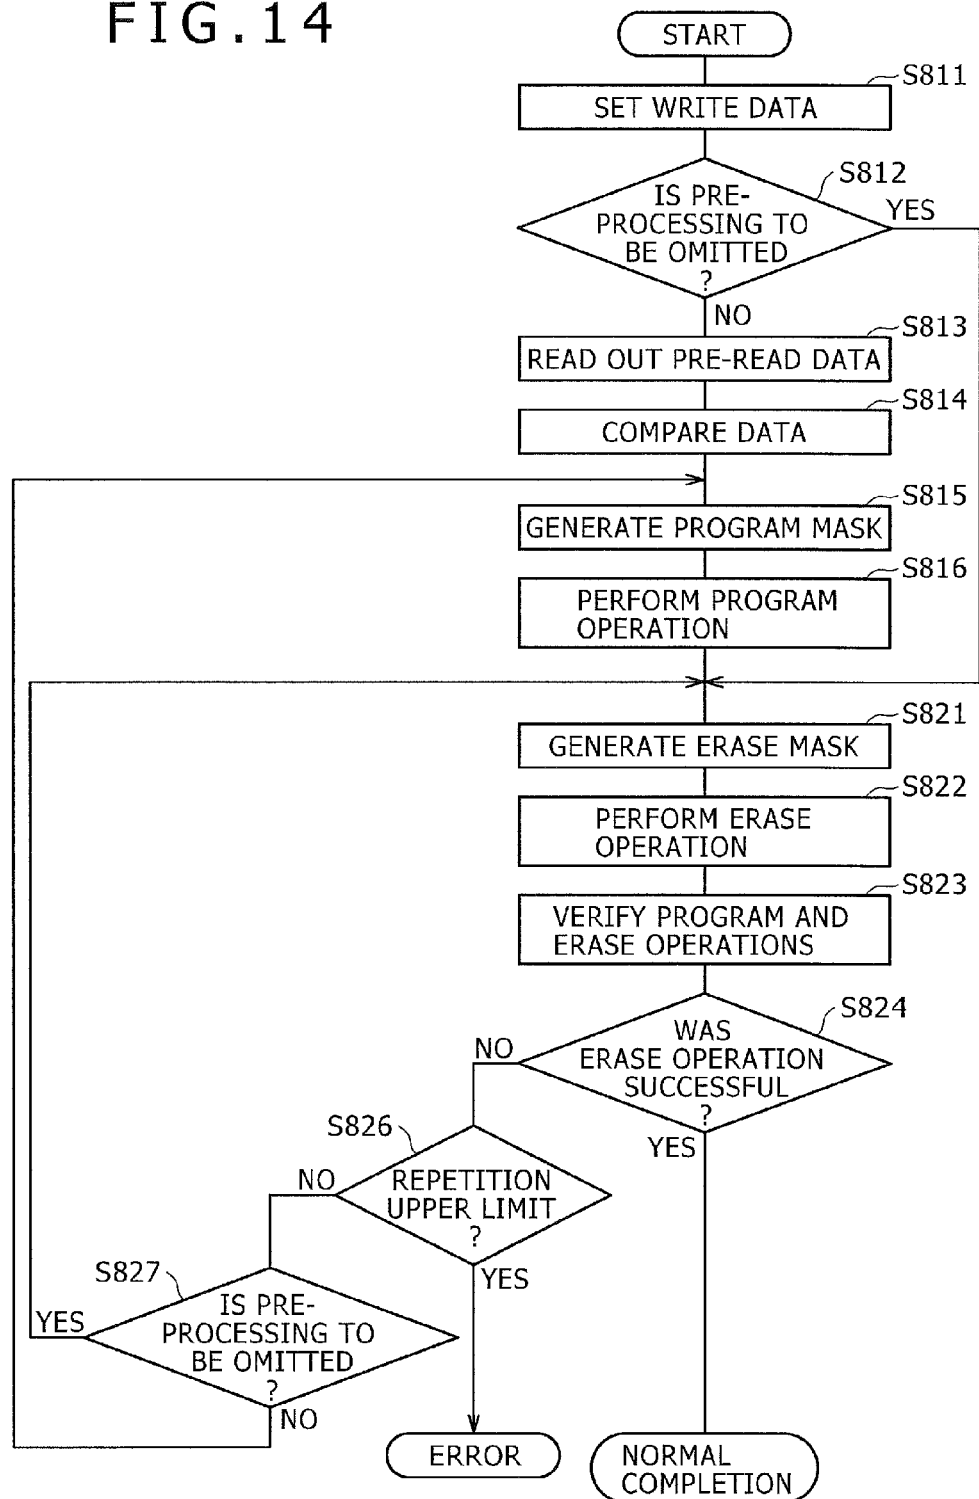 FIG.14
START
S811
SET WRITE DATA
S812
IS PRE-
PROCESSING TO
BE OMITTED
?
YES
NO
S813
READ OUT PRE-READ DATA
S814
COMPARE DATA
S815
GENERATE PROGRAM MASK
S816
PERFORM PROGRAM
OPERATION
S821
GENERATE ERASE MASK
S822
PERFORM ERASE
OPERATION
S823
VERIFY PROGRAM AND
ERASE OPERATIONS
S824
WAS
ERASE OPERATION
SUCCESSFUL
?
NO
YES
S826
REPETITION
UPPER LIMIT
?
NO
YES
S827
IS PRE-
PROCESSING TO
BE OMITTED
?
YES
NO
ERROR
NORMAL
COMPLETION